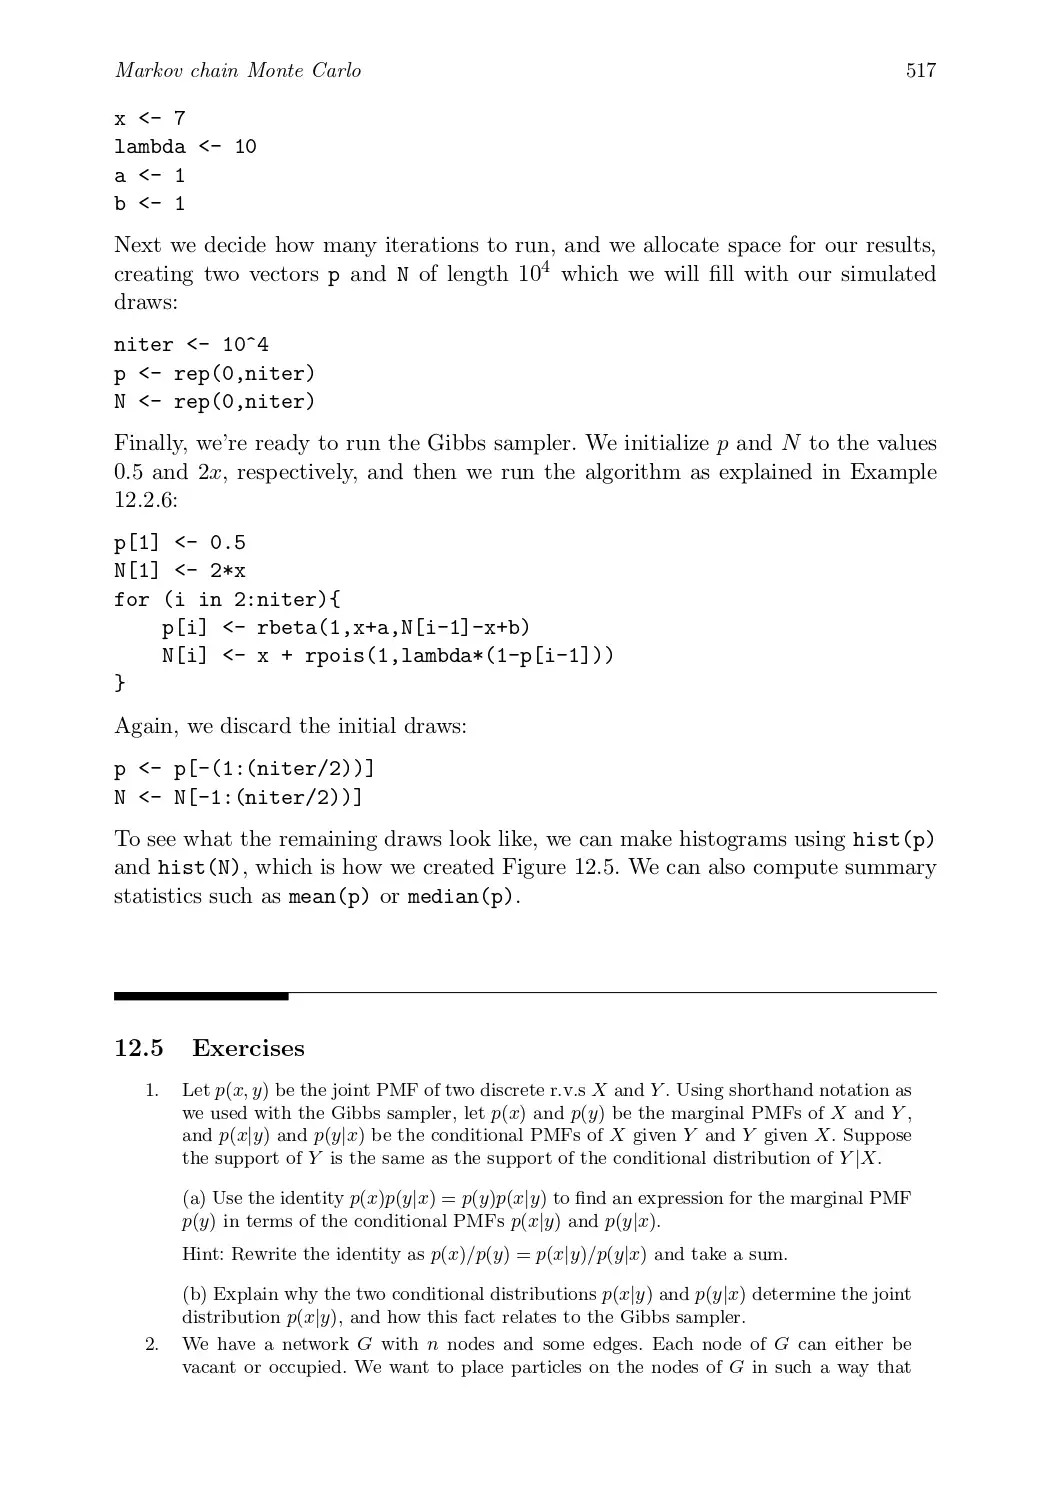 Markov chain Monte Carlo 517
x <- 7
lambda <- 10
a <- 1
b <- 1
Next we decide how many iterations to run, and we allocate space for our results,
creating two vectors p and N of length 10⁴ which we will fill with our simulated
draws:
niter <- 10^4
p <- rep(0,niter)
N <- rep(0,niter)
Finally, we're ready to run the Gibbs sampler. We initialize p and N to the values
0.5 and 2x, respectively, and then we run the algorithm as explained in Example
12.2.6:
p[1] <- 0.5
N[1] <- 2*x
for (i in 2:niter){
    p[i] <- rbeta(1,x+a,N[i-1]-x+b)
    N[i] <- x + rpois(1,lambda*(1-p[i-1]))
}
Again, we discard the initial draws:
p <- p[-(1:(niter/2))]
N <- N[-1:(niter/2))]
To see what the remaining draws look like, we can make histograms using hist(p)
and hist(N), which is how we created Figure 12.5. We can also compute summary
statistics such as mean(p) or median(p).
12.5 Exercises
1. Let p(x, y) be the joint PMF of two discrete r.v.s X and Y. Using shorthand notation as
we used with the Gibbs sampler, let p(x) and p(y) be the marginal PMFs of X and Y,
and p(x|y) and p(y|x) be the conditional PMFs of X given Y and Y given X. Suppose
the support of Y is the same as the support of the conditional distribution of Y|X.
(a) Use the identity p(x)p(y|x) = p(y)p(x|y) to find an expression for the marginal PMF
p(y) in terms of the conditional PMFs p(x|y) and p(y|x).
Hint: Rewrite the identity as p(x)/p(y) = p(x|y)/p(y|x) and take a sum.
(b) Explain why the two conditional distributions p(x|y) and p(y|x) determine the joint
distribution p(x|y), and how this fact relates to the Gibbs sampler.
2. We have a network G with n nodes and some edges. Each node of G can either be
vacant or occupied. We want to place particles on the nodes of G in such a way that